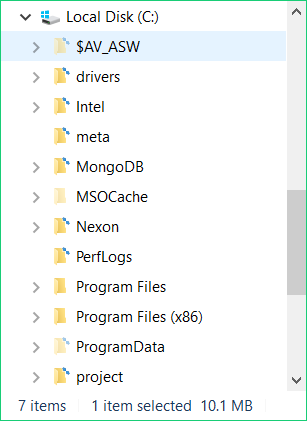 Local Disk (C:)
$AV_ASW
drivers
Intel
meta
MongoDB
MSOCache
Nexon
PerfLogs
Program Files
Program Files (x86)
ProgramData
project
7 items 1 item selected 10.1 MB